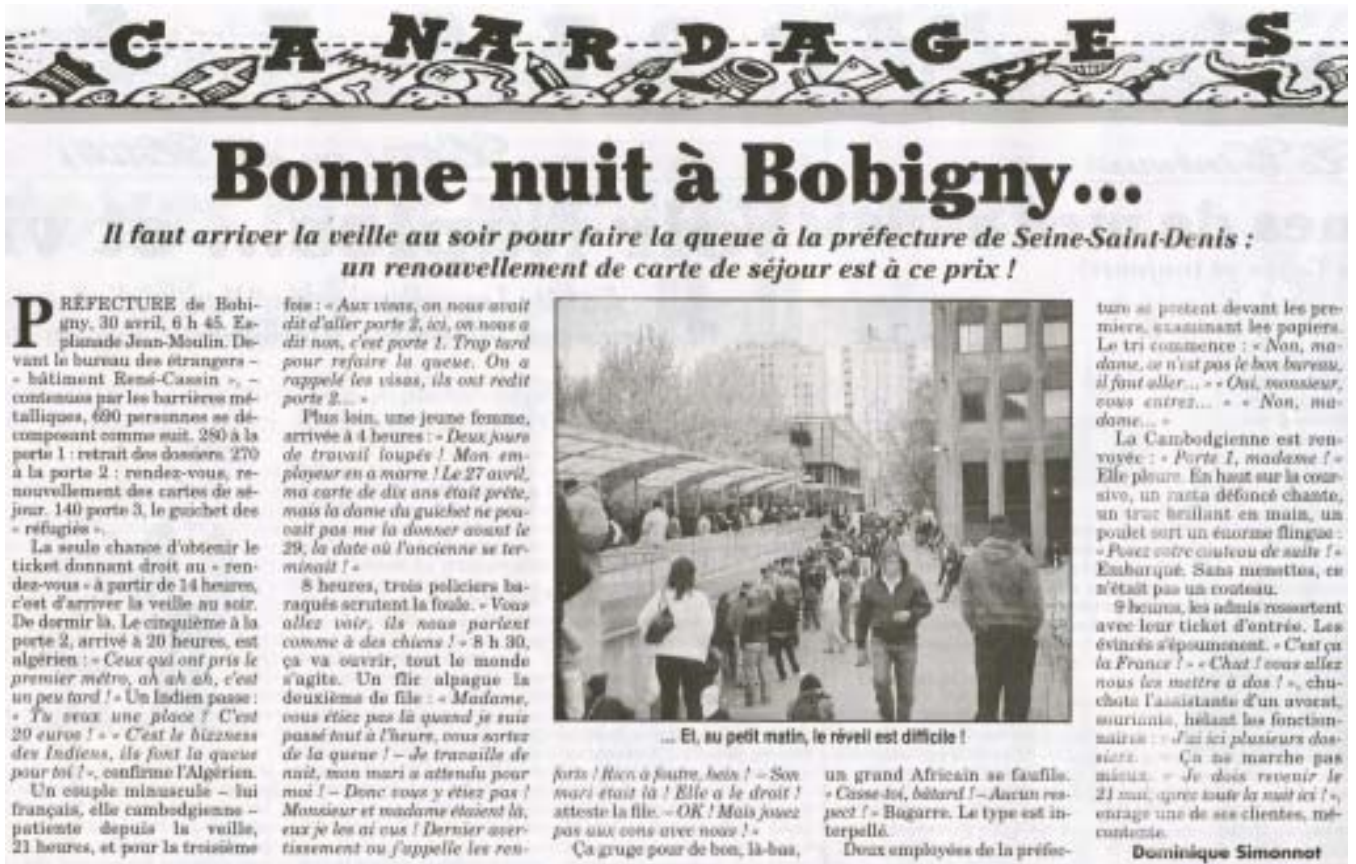 CANARDAGES
Bonne nuit à Bobigny...
Il faut arriver la veille au soir pour faire la queue à la préfecture de Seine-Saint-Denis :
un renouvellement de carte de séjour est à ce prix !
PRÉFECTURE de Bobi-
gny, 30 avril, 6 h 45. Es-
planade Jean-Moulin. De-
vant le bureau des étrangers –
« bâtiment René-Cassin », –
contenues par les barrières mé-
talliques, 690 personnes se dé-
composant comme suit. 280 à la
porte 1 : retrait des dossiers. 270
à la porte 2 : rendez-vous, re-
nouvellement des cartes de sé-
jour. 140 porte 3, le guichet des
« réfugiés ».
La seule chance d'obtenir le
ticket donnant droit au « ren-
dez-vous » à partir de 14 heures,
c'est d'arriver la veille au soir.
De dormir là. Le cinquième à la
porte 2, arrivé à 20 heures, est
algérien : « Ceux qui ont pris le
premier métro, ah ah ah, c'est
un peu tard ! » Un Indien passe :
« Tu veux une place ? C'est
20 euros ! » « C'est le bizzness
des Indiens, ils font la queue
pour toi ! », confirme l'Algérien.
Un couple minuscule – lui
français, elle cambodgienne –
patiente depuis la veille,
21 heures, et pour la troisième
fois : « Aux visas, on nous avait
dit d'aller porte 2, ici, on nous a
dit non, c'est porte 1. Trop tard
pour refaire la queue. On a
rappelé les visas, ils ont redit
porte 2... »
Plus loin, une jeune femme,
arrivée à 4 heures : « Deux jours
de travail loupés ! Mon em-
ployeur en a marre ! Le 27 avril,
ma carte de dix ans était prête,
mais la dame du guichet ne pou-
vait pas me la donner avant le
29, la date où l'ancienne se ter-
minait ! »
8 heures, trois policiers ba-
raqués scrutent la foule. « Vous
allez voir, ils nous parlent
comme à des chiens ! » 8 h 30,
ça va ouvrir, tout le monde
s'agite. Un flic alpague la
deuxième de file : « Madame,
vous étiez pas là quand je suis
passé tout à l'heure, vous sortez
de la queue ! – Je travaille de
nuit, mon mari a attendu pour
moi ! – Donc vous y étiez pas !
Monsieur et madame étaient là,
eux je les ai vus ! Dernier aver-
tissement ou j'appelle les ren-
forts ! Rien à foutre, hein ! – Son
mari était là ! Elle a le droit !
atteste la file. – OK ! Mais jouez
pas aux cons avec nous ! »
Ça gruge pour de bon, là-bas,
un grand Africain se faufile.
« Casse-toi, bâtard ! – Aucun res-
pect ! » Bagarre. Le type est in-
terpellé.
Deux employées de la préfec-
ture se postent devant les pre-
miers, examinant les papiers.
Le tri commence : « Non, ma-
dame, ce n'est pas le bon bureau,
il faut aller... » « Oui, monsieur,
vous entrez... » « Non, ma-
dame... »
La Cambodgienne est ren-
voyée : « Porte 1, madame ! »
Elle pleure. En haut sur la cour-
sive, un rasta défoncé chante,
un truc brillant en main, un
poulet sort un énorme flingue :
« Posez votre couteau de suite ! »
Embarqué. Sans menottes, ce
n'était pas un couteau.
9 heures, les admis ressortent
avec leur ticket d'entrée. Les
évincés s'époumonent. « C'est ça
la France ! » « Chut ! vous allez
nous les mettre à dos ! », chu-
chote l'assistante d'un avocat,
souriante, hélant les fonction-
naires : « J'ai ici plusieurs dos-
siers. » Ça ne marche pas
mieux. « Je dois revenir le
21 mai, après toute la nuit ici ! »,
enrage une de ses clientes, mé-
contente.
Dominique Simonnot
... Et, au petit matin, le réveil est difficile !